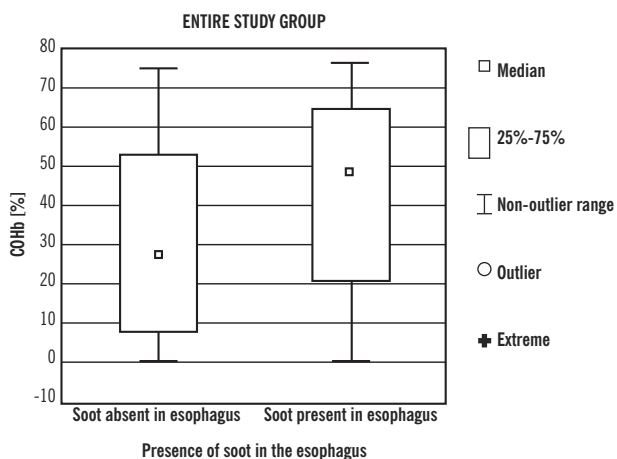 ENTIRE STUDY GROUP
80
70
60
50
40
30
20
10
0
-10
COHb [%]
Soot absent in esophagus
Soot present in esophagus
Presence of soot in the esophagus
Median
25%-75%
Non-outlier range
Outlier
Extreme